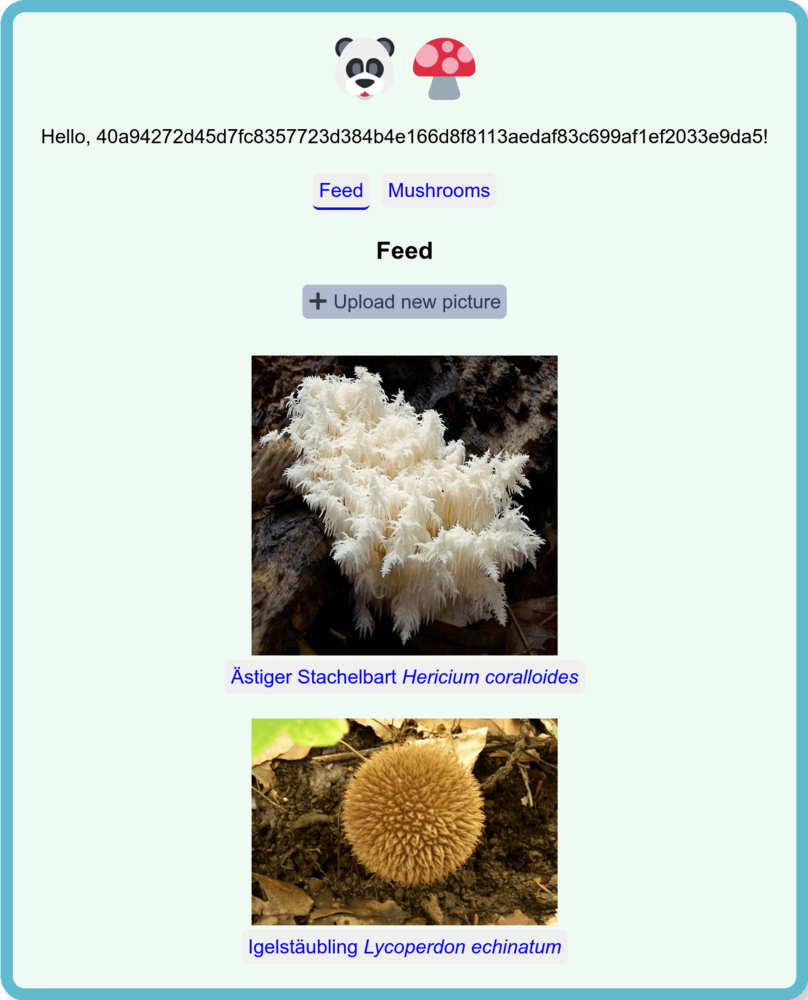 Hello, 40a94272d45d7fc8357723d384b4e166d8f8113aedaf83c699af1ef2033e9da5!
Feed Mushrooms
Feed
+ Upload new picture
Ästiger Stachelbart Hericium coralloides
Igelstäubling Lycoperdon echinatum